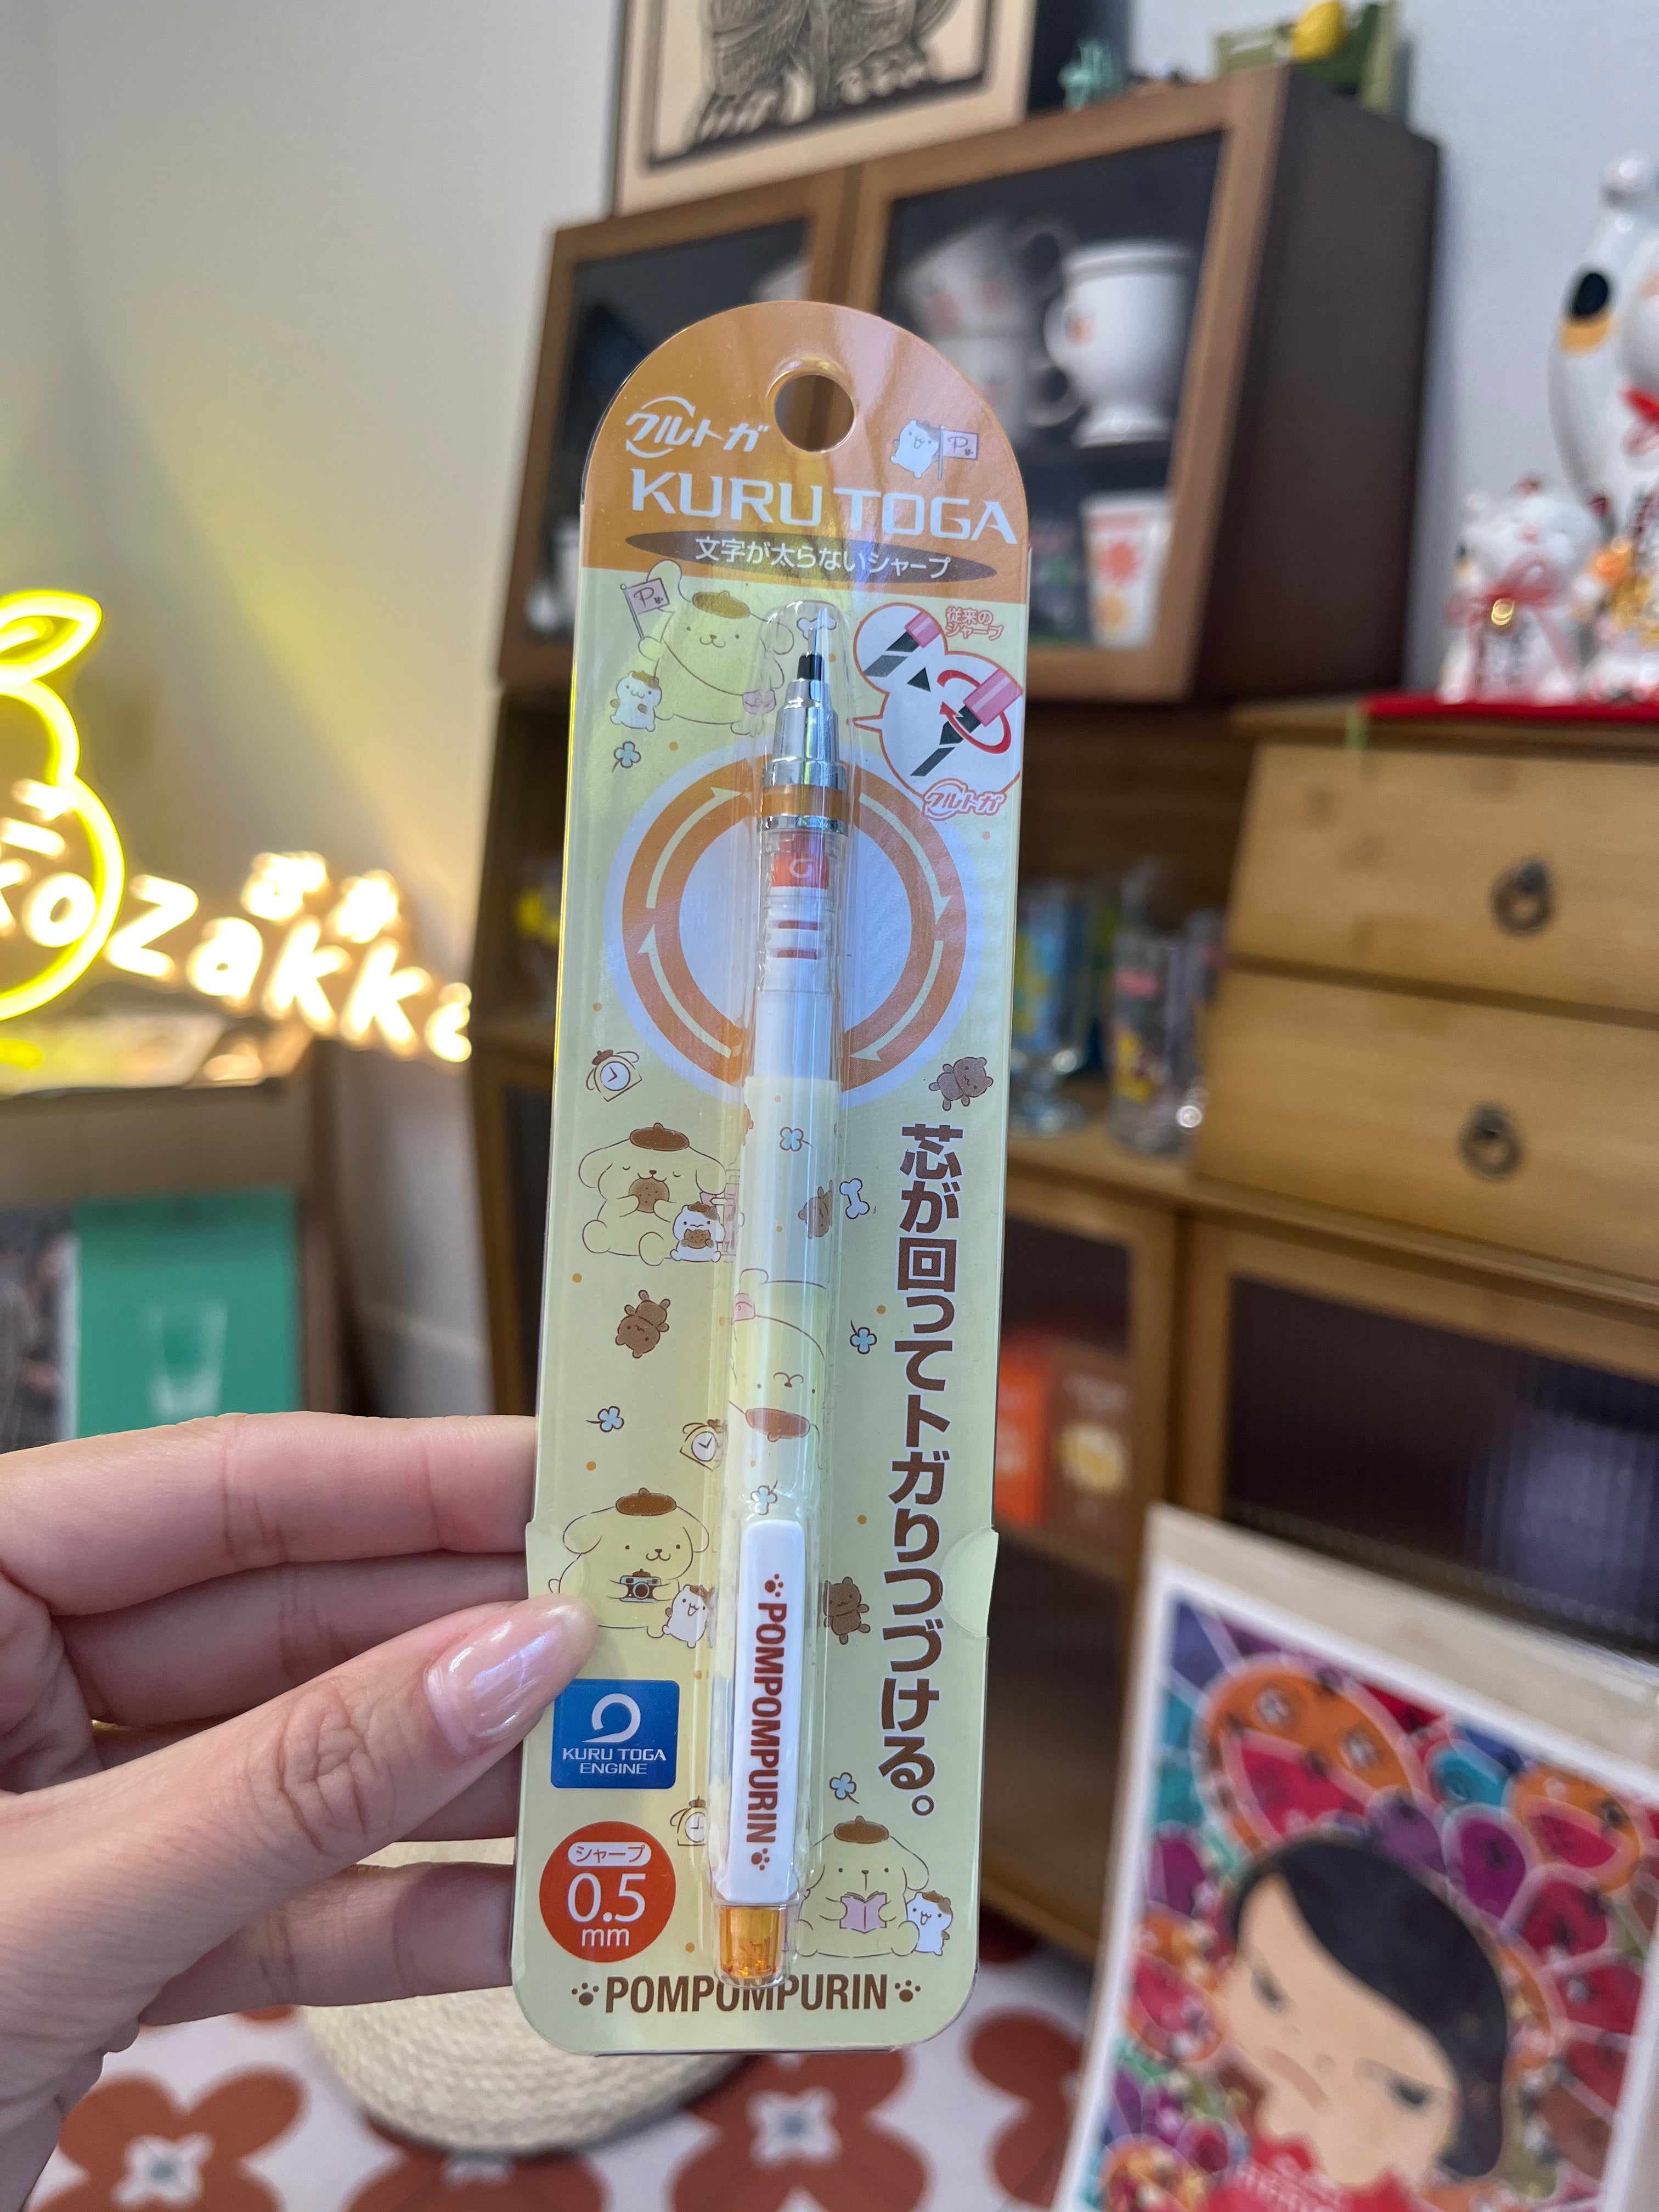 クルトガ
P
KURU TOGA
文字が太らないシャープ
P
従来の
シャープ
クルトガ
芯が回ってトガりつづける。
POMPOMPURIN
KURU TOGA
ENGINE
シャープ
0.5
mm
POMPOMPURIN
ozakka